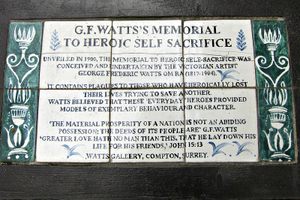 G.F. WATTS'S MEMORIAL
TO HEROIC SELF SACRIFICE
UNVEILED IN 1900, THE MEMORIAL TO HEROIC SELF-SACRIFICE WAS
CONCEIVED AND UNDERTAKEN BY THE VICTORIAN ARTIST
GEORGE FREDERIC WATTS OM RA (1817-1904).
IT CONTAINS PLAQUES TO THOSE WHO HAVE HEROICALLY LOST
THEIR LIVES TRYING TO SAVE ANOTHER.
WATTS BELIEVED THAT THESE 'EVERYDAY' HEROES PROVIDED
MODELS OF EXEMPLARY BEHAVIOUR AND CHARACTER.
"THE MATERIAL PROSPERITY OF A NATION IS NOT AN ABIDING
POSSESSION; THE DEEDS OF ITS PEOPLE ARE" G.F. WATTS
"GREATER LOVE HATH NO MAN THAN THIS, THAT HE LAY DOWN HIS
LIFE FOR HIS FRIENDS," JOHN 15:13
WATTS GALLERY, COMPTON, SURREY.